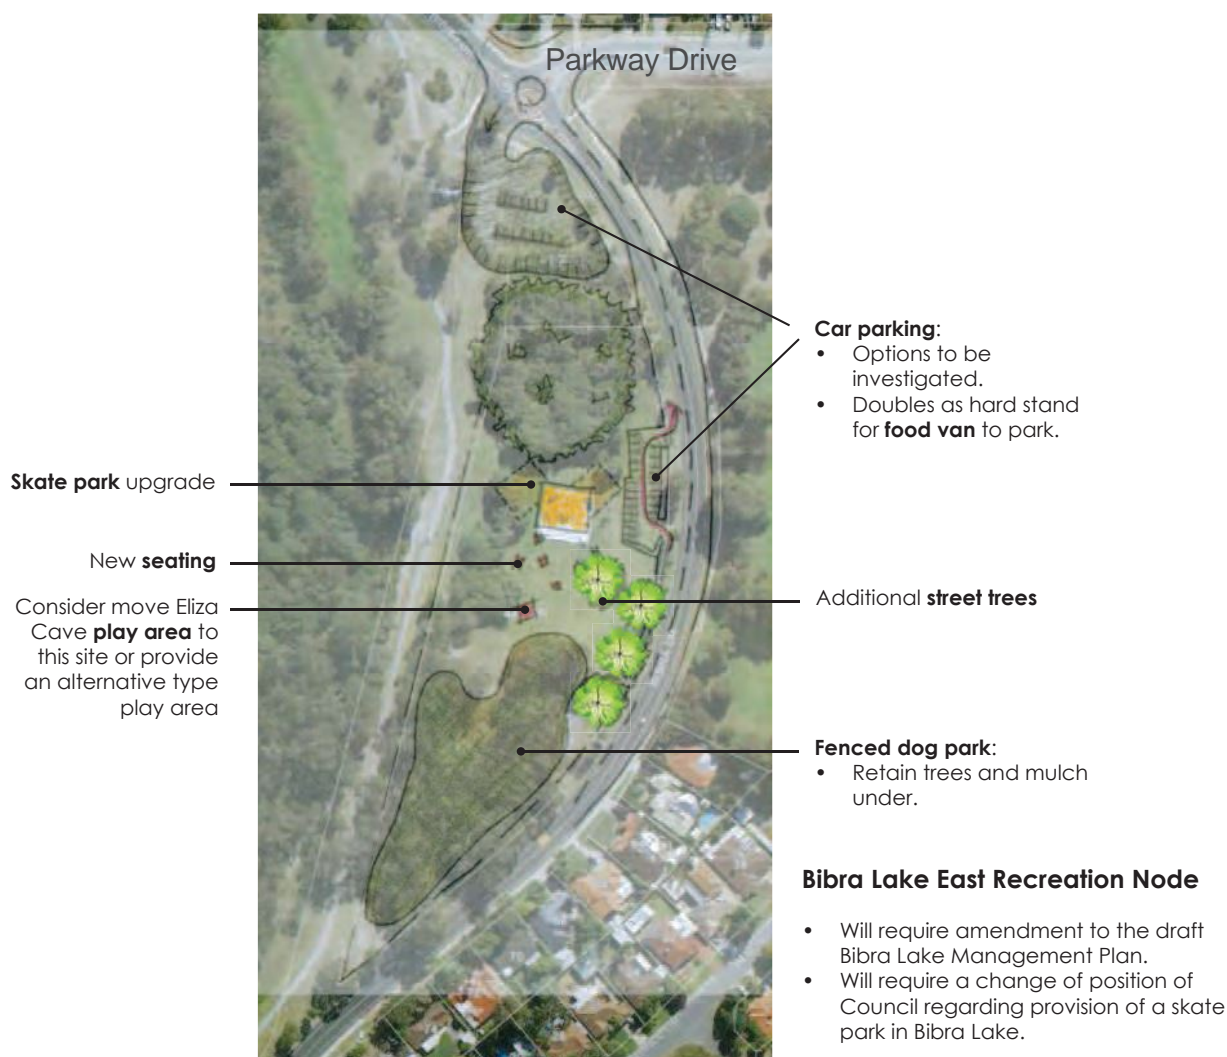 Parkway Drive
Car parking:
• Options to be
investigated.
• Doubles as hard stand
for food van to park.
Skate park upgrade
New seating
Consider move Eliza
Cave play area to
this site or provide
an alternative type
play area
Additional street trees
Fenced dog park:
• Retain trees and mulch
under.
Bibra Lake East Recreation Node
• Will require amendment to the draft
Bibra Lake Management Plan.
• Will require a change of position of
Council regarding provision of a skate
park in Bibra Lake.